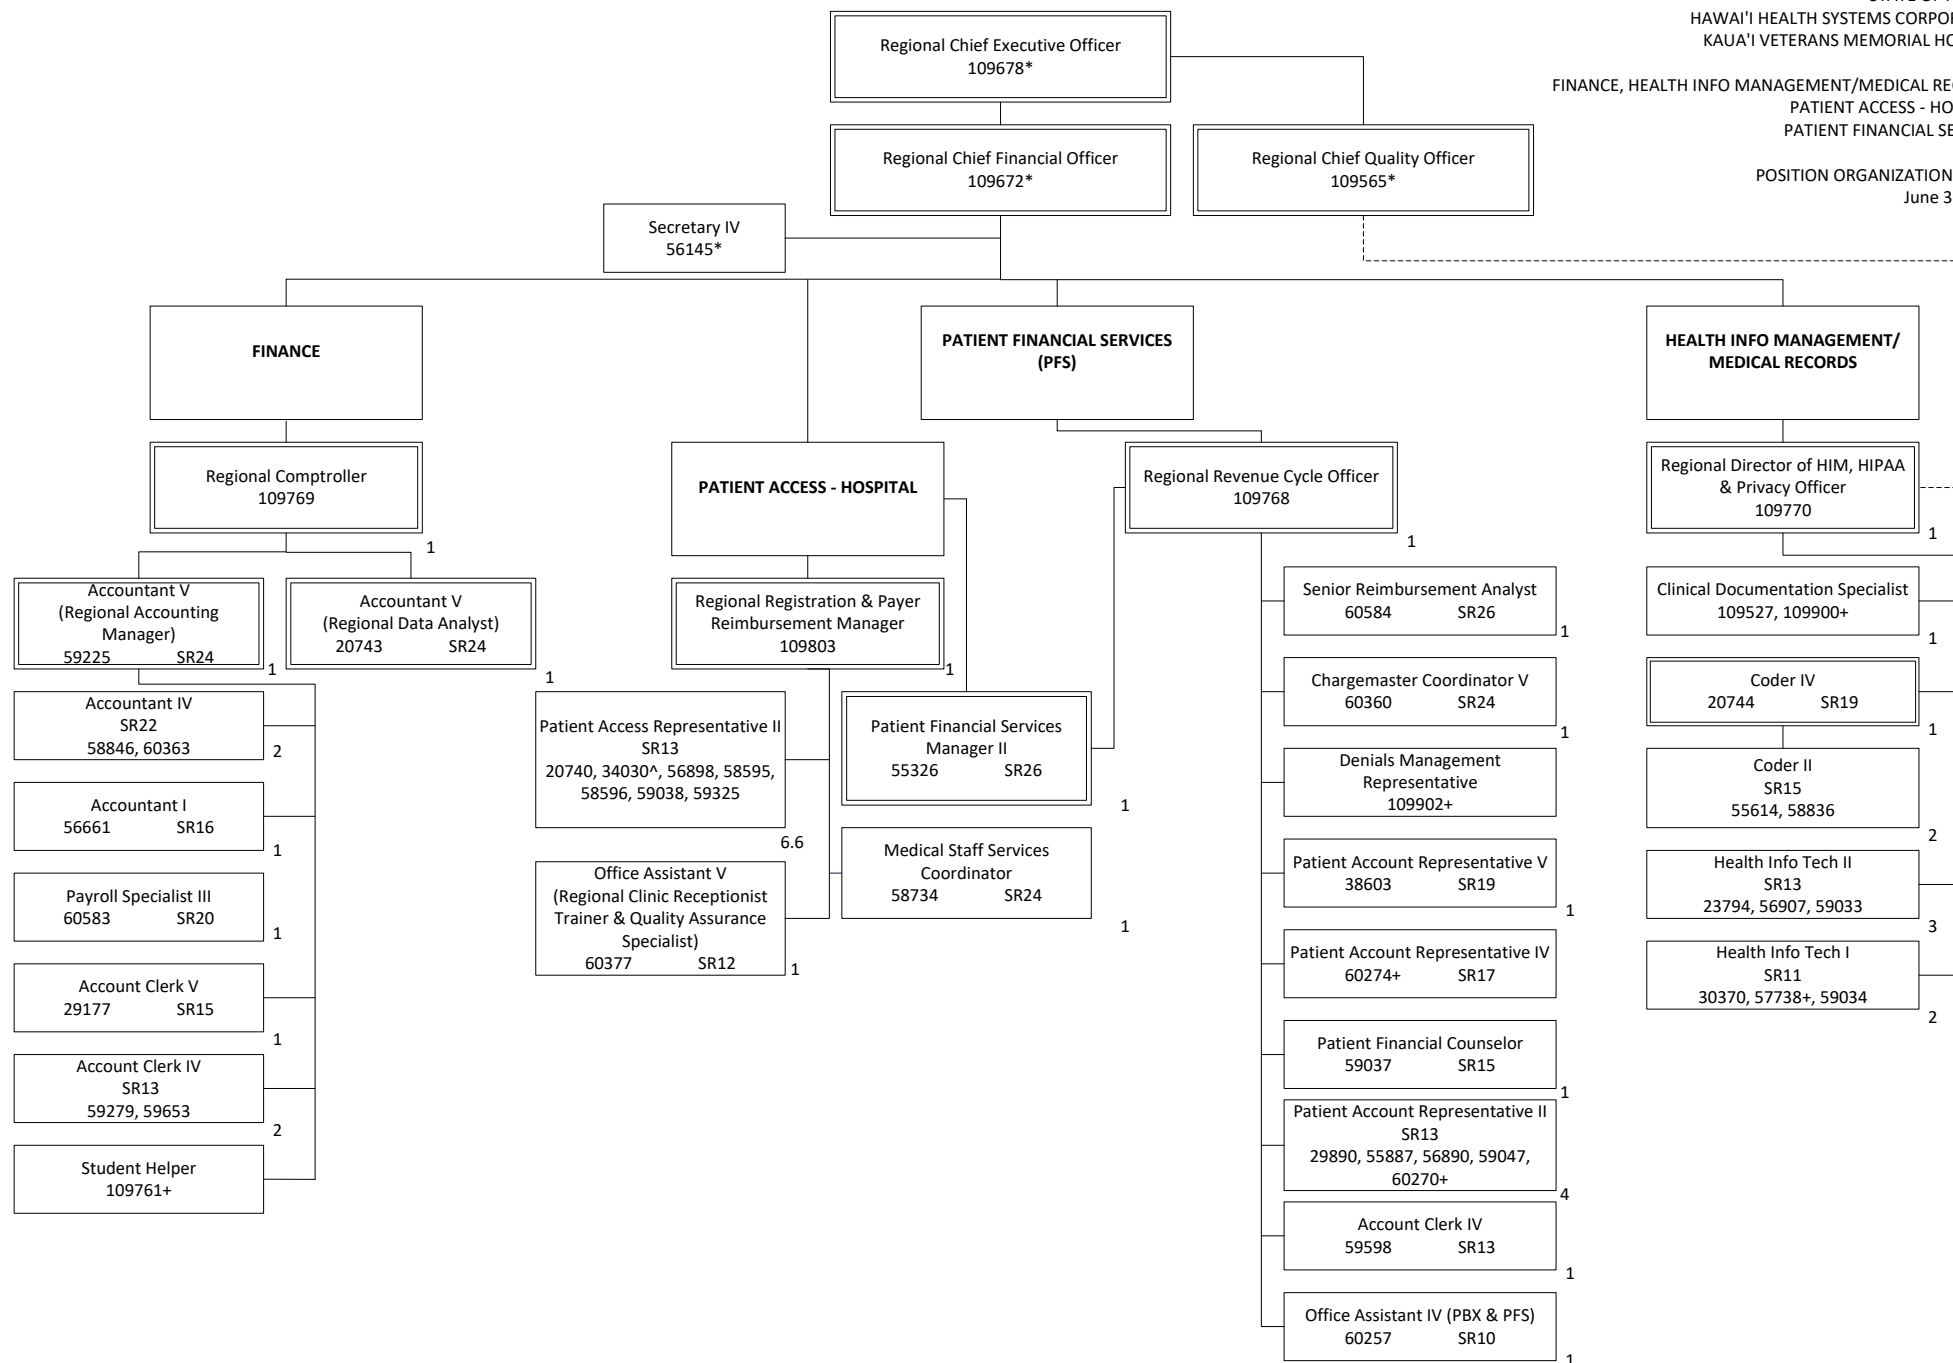 HAWAI'I HEALTH SYSTEMS
KAUA'I VETERANS MEMORIAL
FINANCE, HEALTH INFO MANAGEMENT/MEDICAL
PATIENT ACCESS -
PATIENT FINANCIAL
POSITION ORGANIZATION
June 3
Regional Chief Executive Officer
109678*
Regional Chief Financial Officer
109672*
Regional Chief Quality Officer
109565*
Secretary IV
56145*
FINANCE
PATIENT FINANCIAL SERVICES
(PFS)
HEALTH INFO MANAGEMENT/
MEDICAL RECORDS
Regional Comptroller
109769
1
PATIENT ACCESS - HOSPITAL
Regional Revenue Cycle Officer
109768
1
Regional Director of HIM, HIPAA
& Privacy Officer
109770
1
Accountant V
(Regional Accounting
Manager)
59225 SR24
1
Accountant V
(Regional Data Analyst)
20743 SR24
1
Accountant IV
SR22
58846, 60363
2
Accountant I
56661 SR16
1
Payroll Specialist III
60583 SR20
1
Account Clerk V
29177 SR15
1
Account Clerk IV
SR13
59279, 59653
2
Student Helper
109761+
Regional Registration & Payer
Reimbursement Manager
109803
1
Patient Access Representative II
SR13
20740, 34030^, 56898, 58595,
58596, 59038, 59325
6.6
Patient Financial Services
Manager II
55326 SR26
1
Office Assistant V
(Regional Clinic Receptionist
Trainer & Quality Assurance
Specialist)
60377 SR12
1
Medical Staff Services
Coordinator
58734 SR24
1
Senior Reimbursement Analyst
60584 SR26
1
Chargemaster Coordinator V
60360 SR24
1
Denials Management
Representative
109902+
Patient Account Representative V
38603 SR19
1
Patient Account Representative IV
60274+ SR17
Patient Financial Counselor
59037 SR15
1
Patient Account Representative II
SR13
29890, 55887, 56890, 59047,
60270+
4
Account Clerk IV
59598 SR13
1
Office Assistant IV (PBX & PFS)
60257 SR10
1
Clinical Documentation Specialist
109527, 109900+
1
Coder IV
20744 SR19
1
Coder II
SR15
55614, 58836
2
Health Info Tech II
SR13
23794, 56907, 59033
3
Health Info Tech I
SR11
30370, 57738+, 59034
2